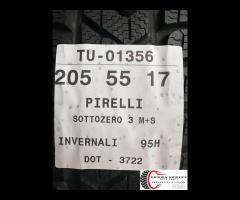 TU-01356
205 55 17
PIRELLI
SOTTOZERO 3 M+S
INVERNALI 95H
DOT - 3722